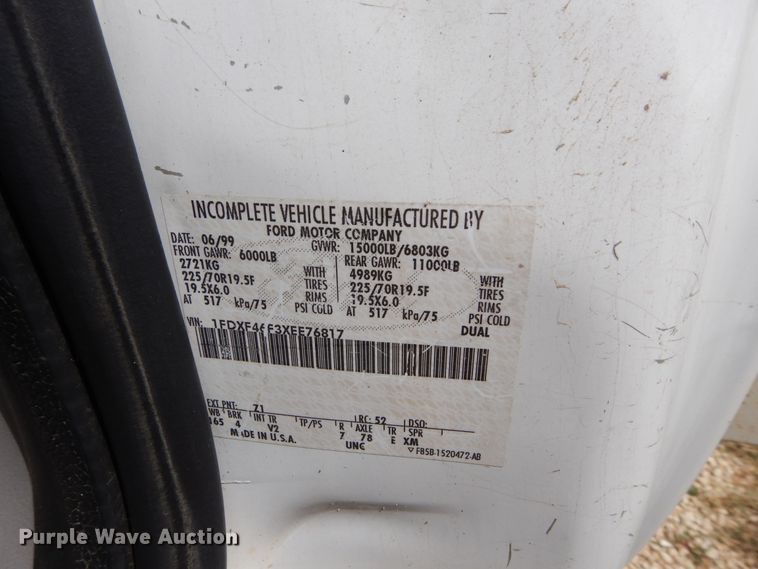 INCOMPLETE VEHICLE MANUFACTURED BY
FORD MOTOR COMPANY
DATE: 06/99 GVWR: 15000LB/6803KG
FRONT GAWR: 6000LB REAR GAWR: 11000LB
2721KG WITH 4989KG WITH
225/70R19.5F TIRES 225/70R19.5F TIRES
19.5X6.0 RIMS 19.5X6.0 RIMS
AT 517 kPa/75 PSI COLD AT 517 kPa/75 PSI COLD
DUAL
VIN: 1FDXF46F3XEE76817
EXT PNT: Z1 RC: 52 DSO:
WB BRK INT TR TP/PS R AXLE TR SPR
165 4 V2 7 78 E XM
MADE IN U.S.A. UNC ▽ F85B-1520472-AB
Purple Wave Auction